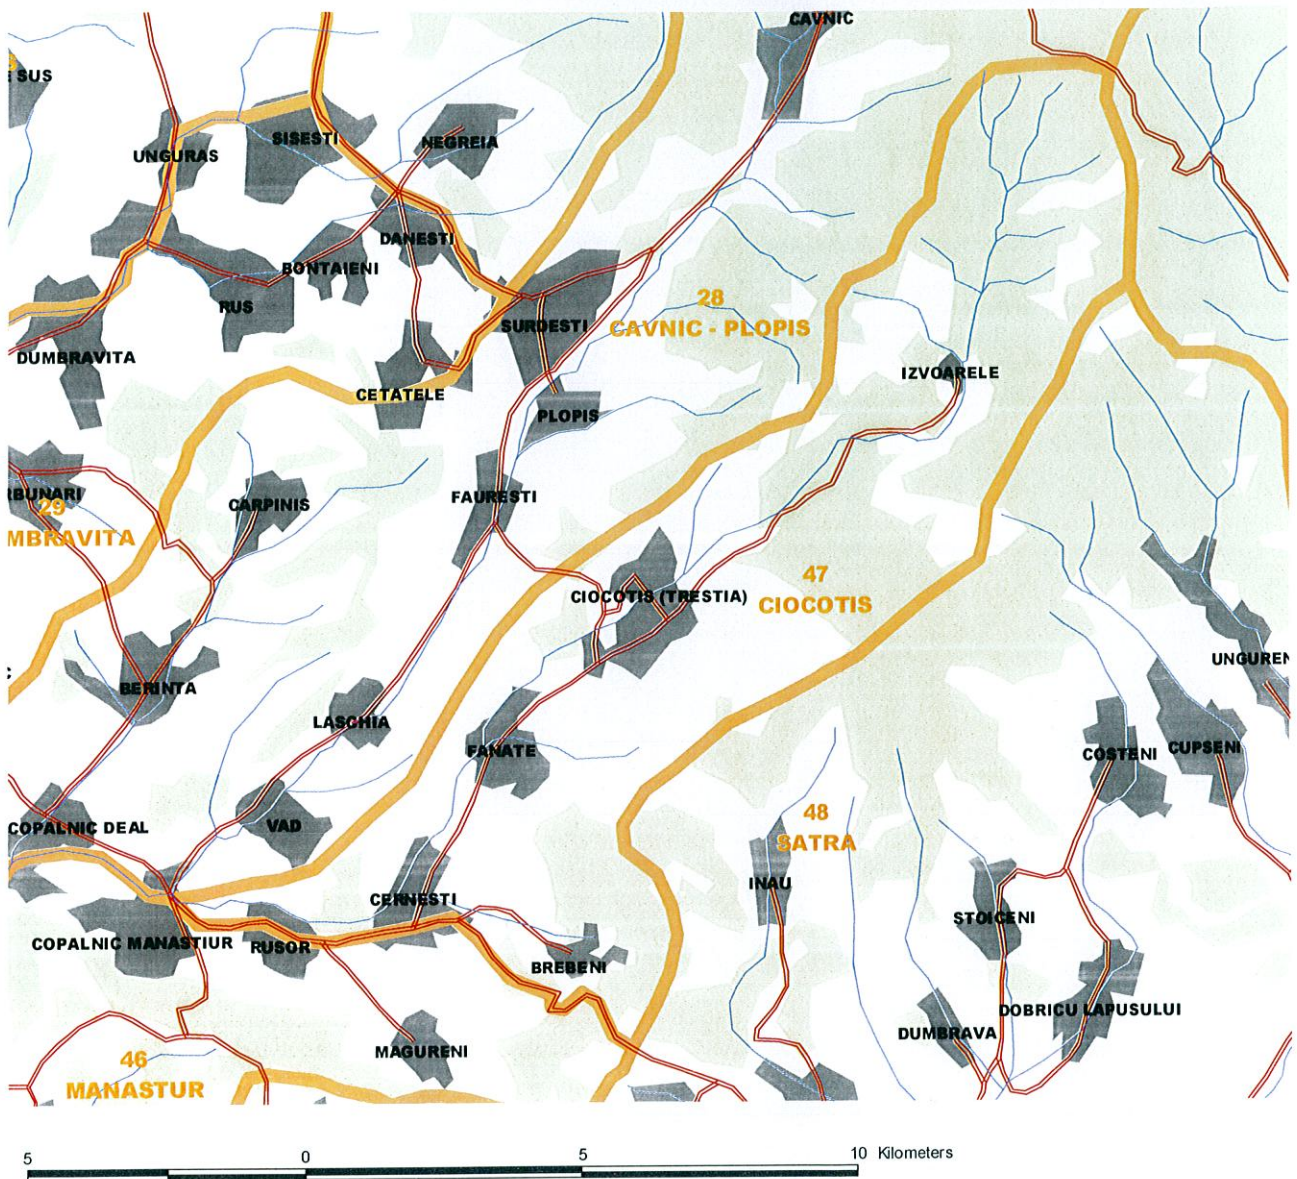 CAVNIC
E SUS
SISESTI
NEGREIA
UNGURAS
DANESTI
BONTAIENI
RUS
28
CAVNIC - PLOPIS
SURDESTI
DUMBRAVITA
IZVOARELE
CETATELE
PLOPIS
RBUNARI
29
MBRAVITA
CARPINIS
FAURESTI
47
CIOCOTIS
CIOCOTIS (TRESTIA)
UNGUREN
BERINTA
LASCHIA
FANATE
COSTENI
CUPSENI
COPALNIC DEAL
VAD
48
SATRA
INAU
CERNESTI
STOICENI
COPALNIC MANASTIUR
RUSOR
BREBENI
DOBRICU LAPUSULUI
DUMBRAVA
MAGURENI
46
MANASTUR
5 0 5 10 Kilometers